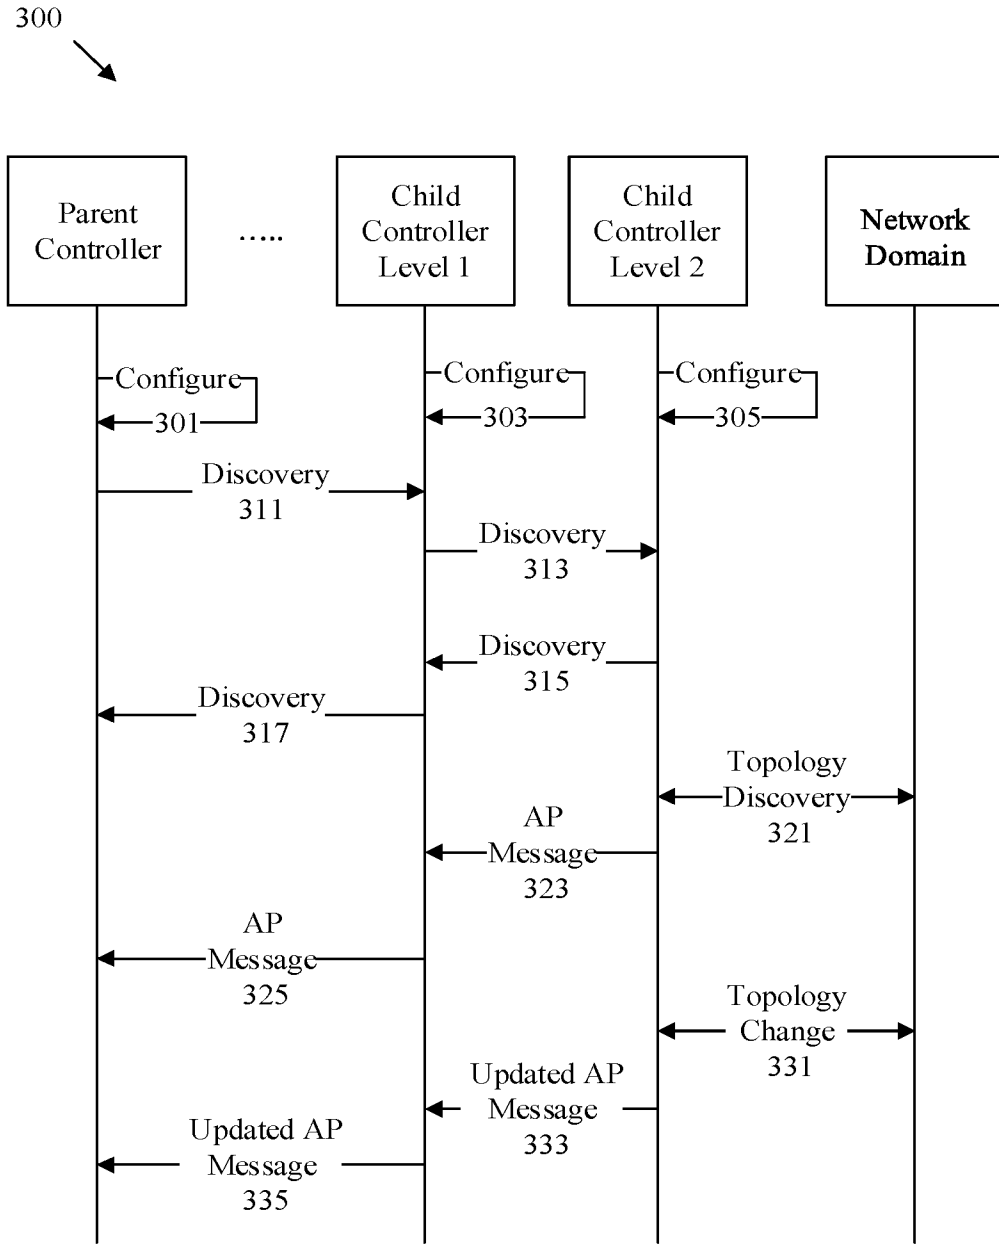 300
Parent
Controller
.....
Child
Controller
Level 1
Child
Controller
Level 2
Network
Domain
Configure
301
Configure
303
Configure
305
Discovery
311
Discovery
313
Discovery
315
Discovery
317
Topology
Discovery
321
AP
Message
323
AP
Message
325
Topology
Change
331
Updated AP
Message
333
Updated AP
Message
335